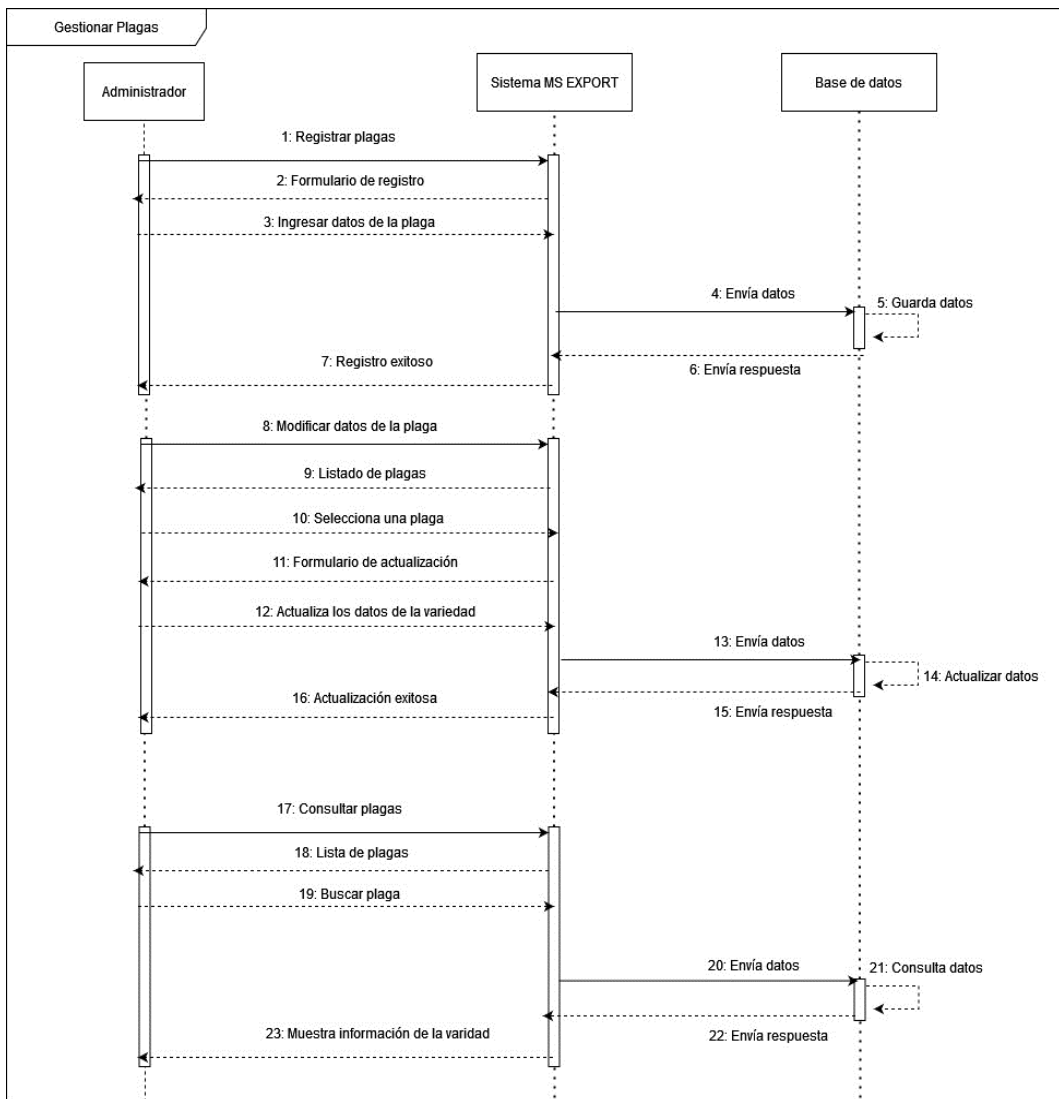 Gestionar Plagas
Administrador
Sistema MS EXPORT
Base de datos
1: Registrar plagas
2: Formulario de registro
3: Ingresar datos de la plaga
4: Envía datos
5: Guarda datos
6: Envía respuesta
7: Registro exitoso
8: Modificar datos de la plaga
9: Listado de plagas
10: Selecciona una plaga
11: Formulario de actualización
12: Actualiza los datos de la variedad
13: Envía datos
14: Actualizar datos
15: Envía respuesta
16: Actualización exitosa
17: Consultar plagas
18: Lista de plagas
19: Buscar plaga
20: Envía datos
21: Consulta datos
22: Envía respuesta
23: Muestra información de la varidad